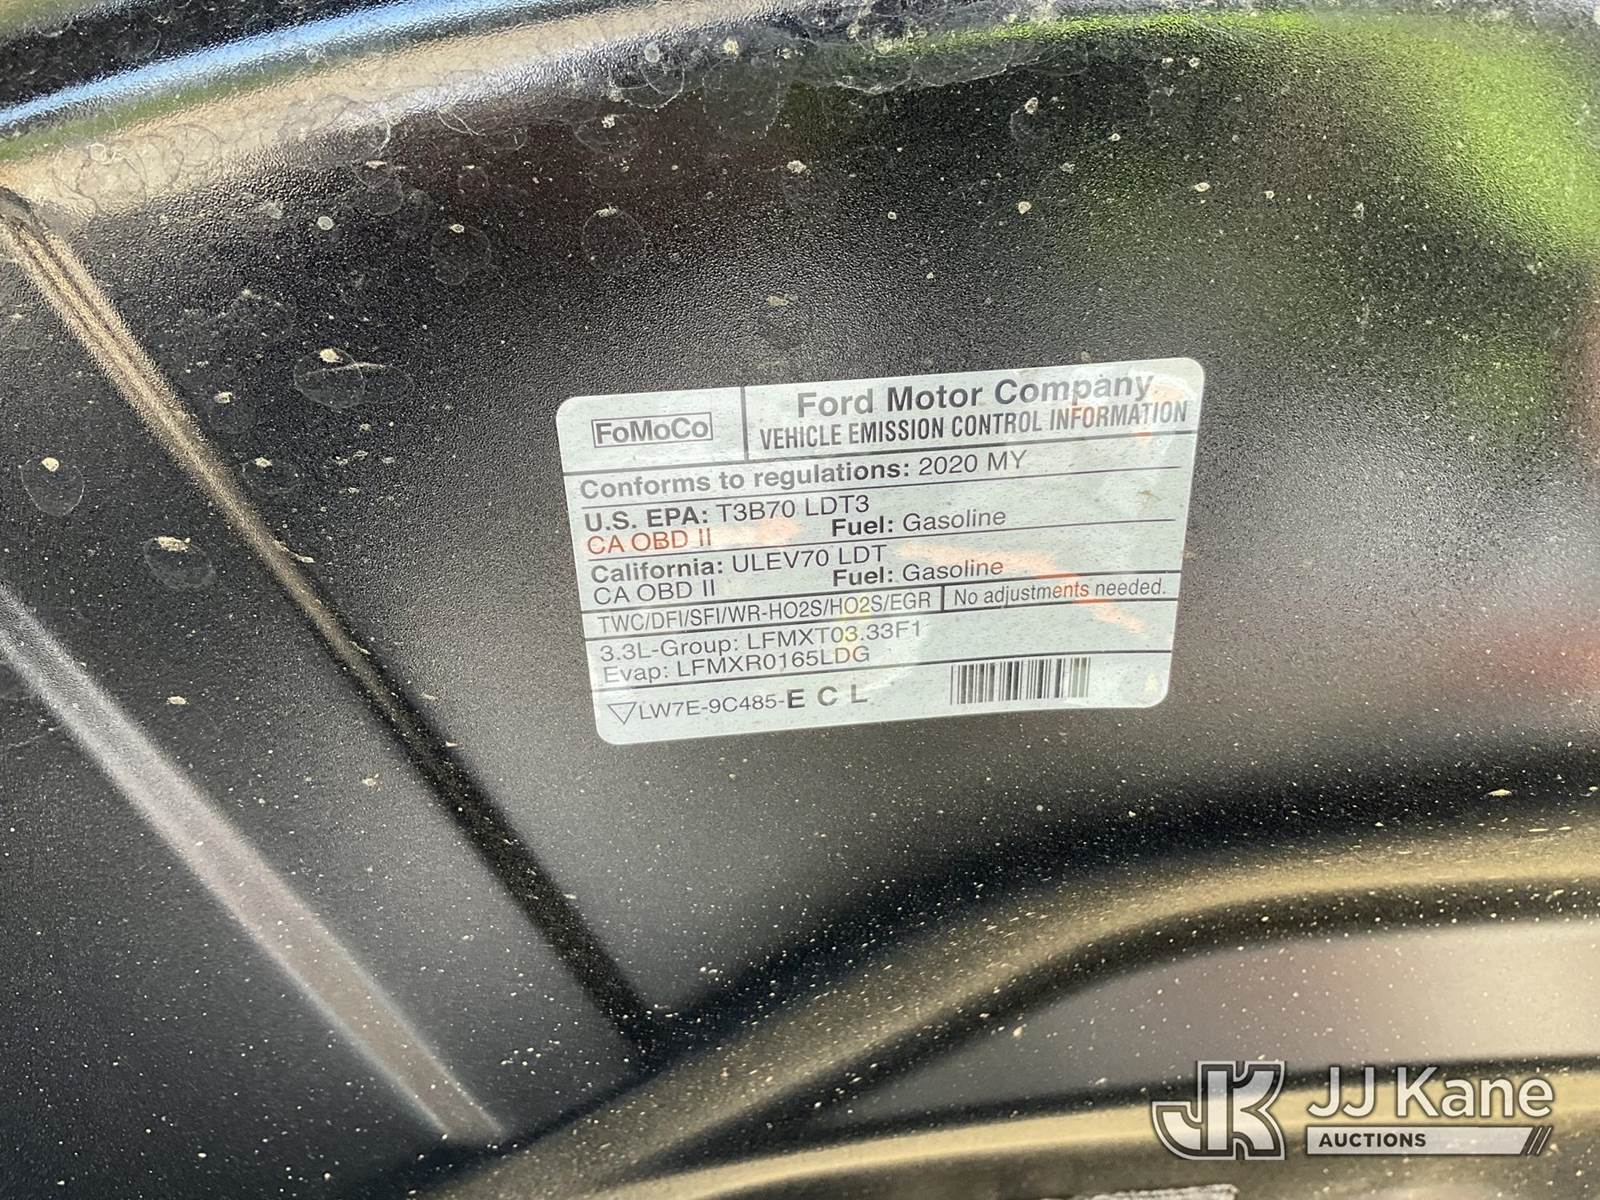 FoMoCo
Ford Motor Company
VEHICLE EMISSION CONTROL INFORMATION
Conforms to regulations: 2020 MY
U.S. EPA: T3B70 LDT3
CA OBD II Fuel: Gasoline
California: ULEV70 LDT
CA OBD II Fuel: Gasoline
TWC/DFI/SFI/WR-HO2S/HO2S/EGR No adjustments needed.
3.3L-Group: LFMXT03.33F1
Evap: LFMXR0165LDG
LW7E-9C485-E C L
JK JJ Kane
AUCTIONS